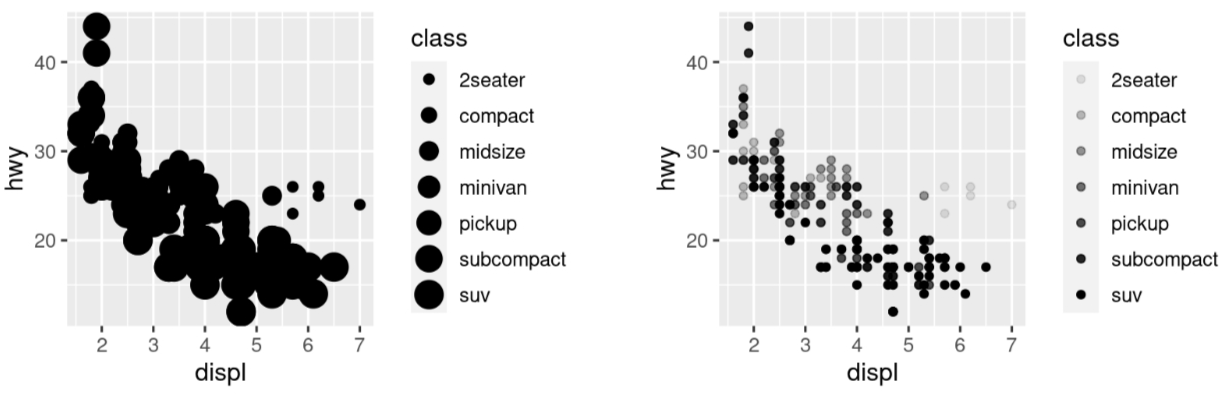 class
2seater
compact
midsize
minivan
pickup
subcompact
suv
40
30
20
hwy
2 3 4 5 6 7
displ
class
2seater
compact
midsize
minivan
pickup
subcompact
suv
40
30
20
hwy
2 3 4 5 6 7
displ